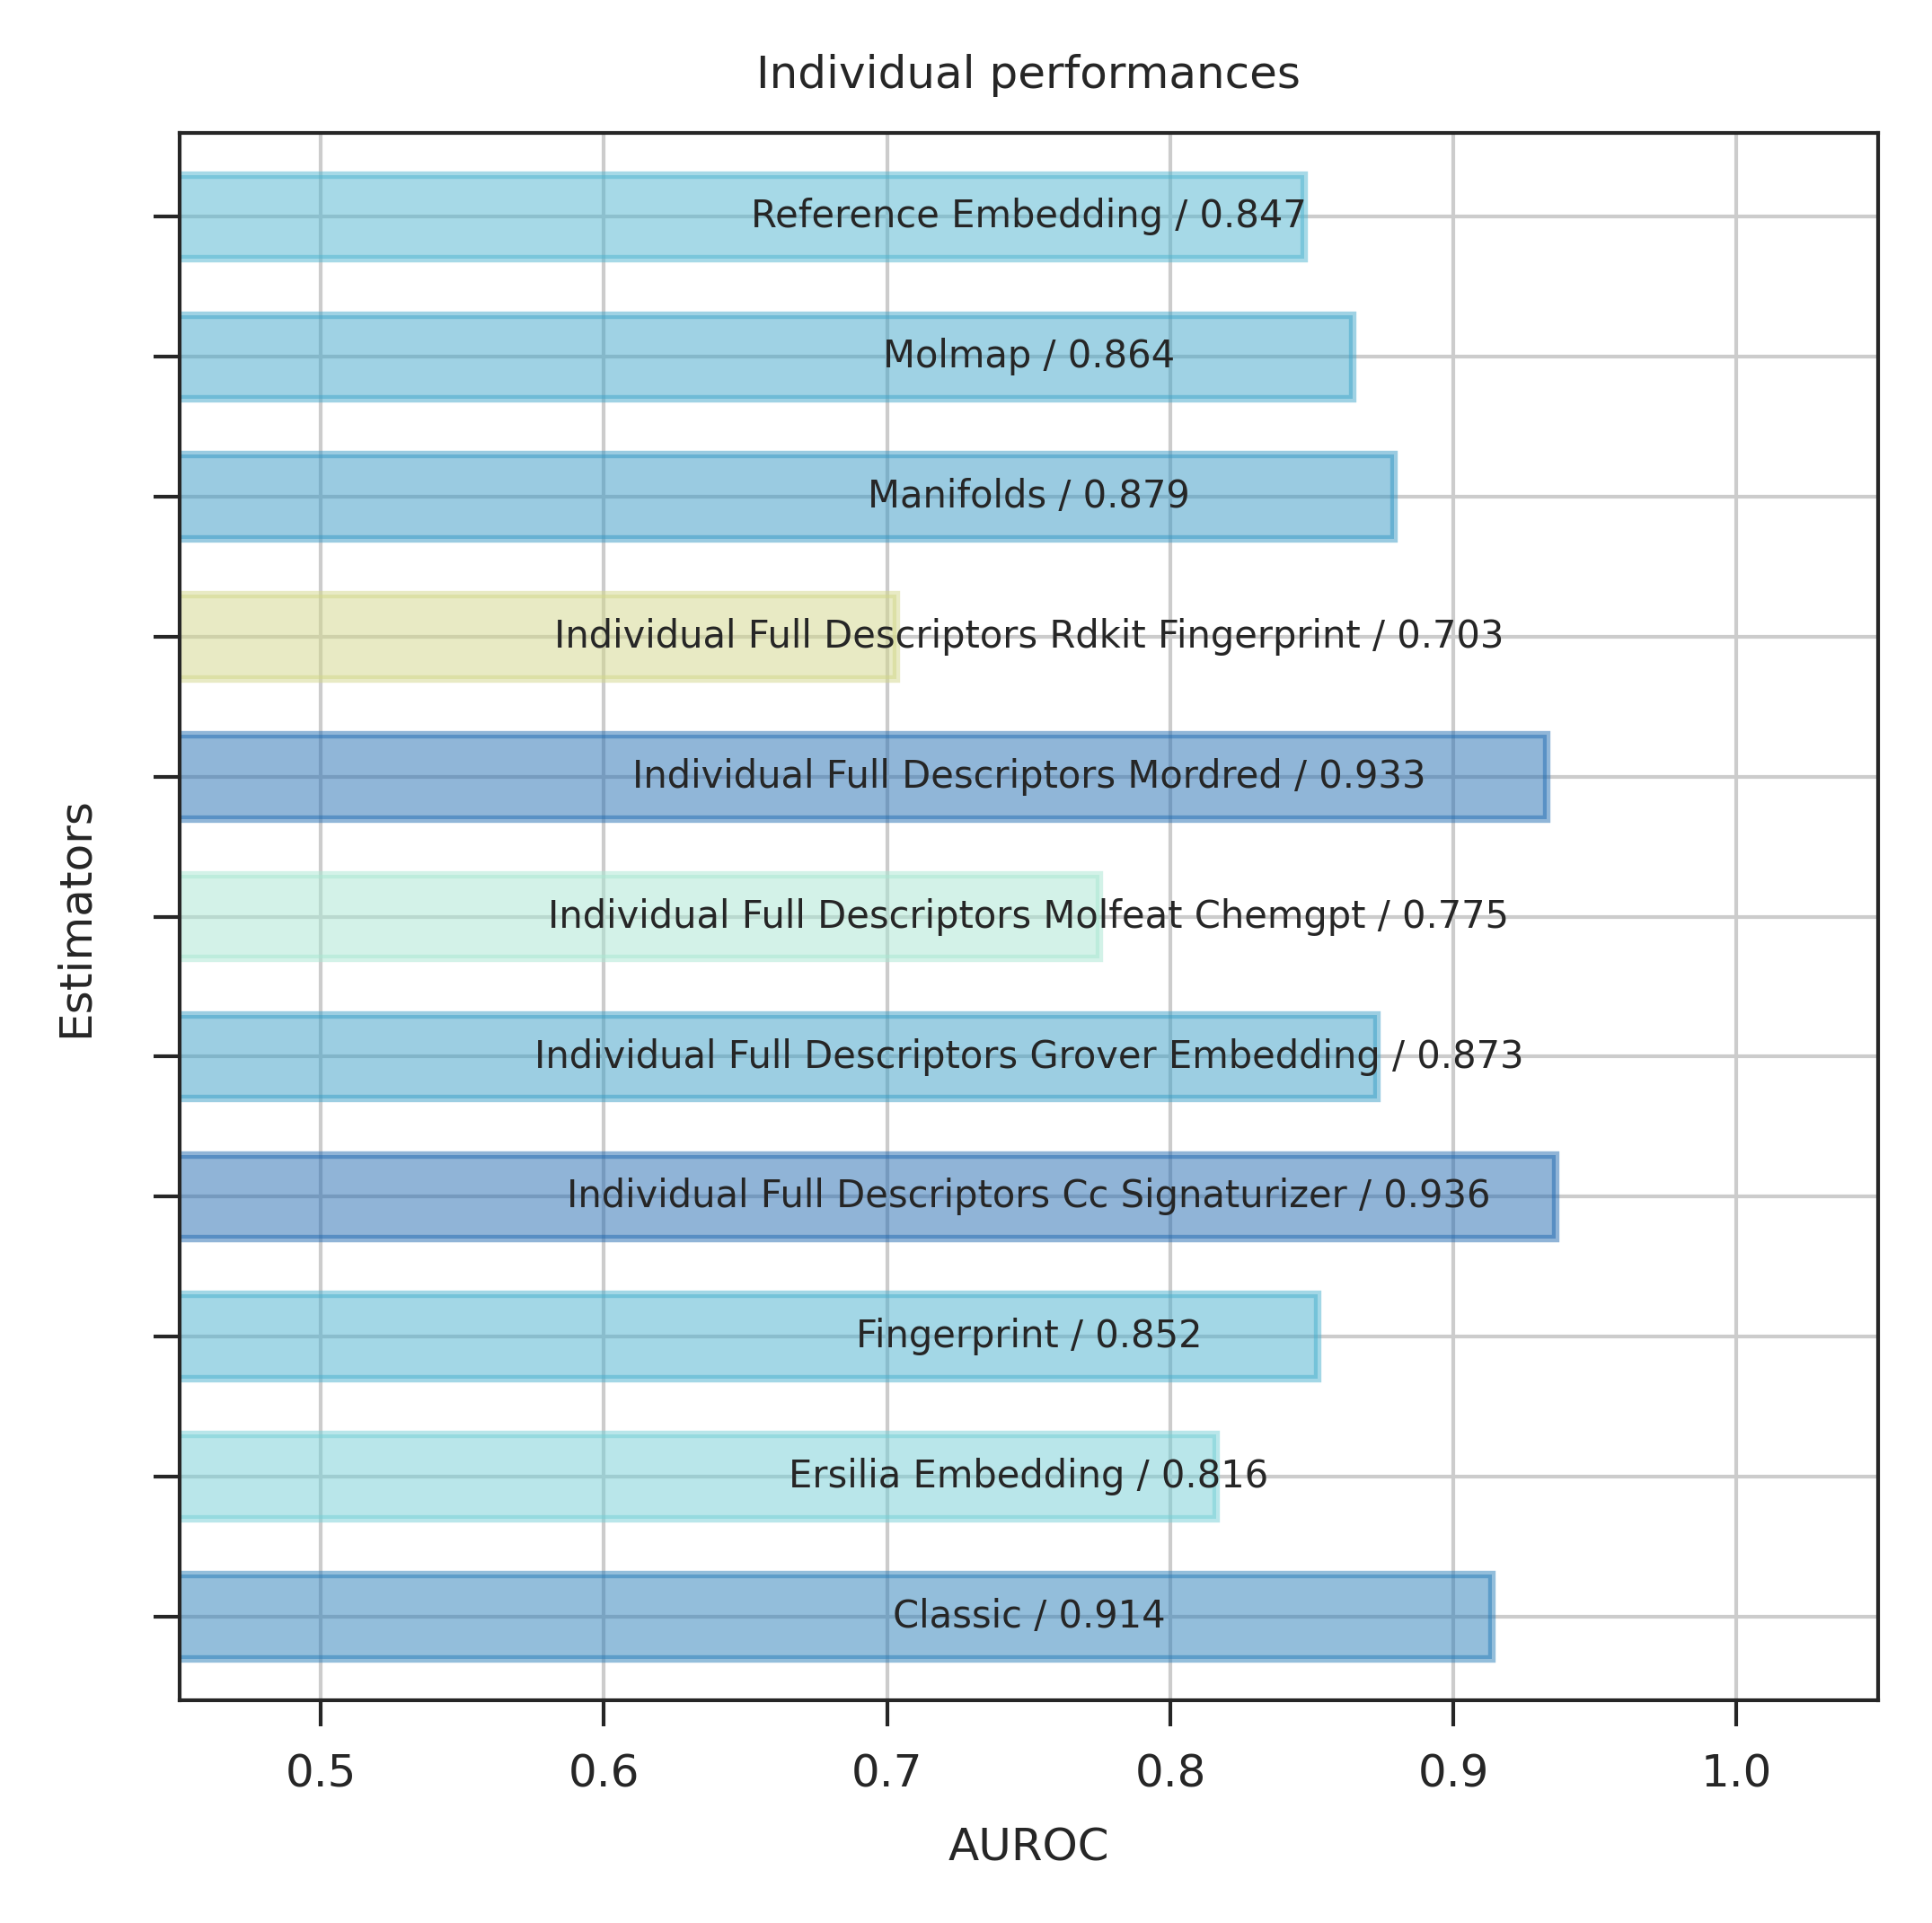 Individual performances
Reference Embedding / 0.847
Molmap / 0.864
Manifolds / 0.879
Individual Full Descriptors Rdkit Fingerprint / 0.703
Individual Full Descriptors Mordred / 0.933
Individual Full Descriptors Molfeat Chemgpt / 0.775
Individual Full Descriptors Grover Embedding / 0.873
Individual Full Descriptors Cc Signaturizer / 0.936
Fingerprint / 0.852
Ersilia Embedding / 0.816
Classic / 0.914
Estimators
0.5 0.6 0.7 0.8 0.9 1.0
AUROC